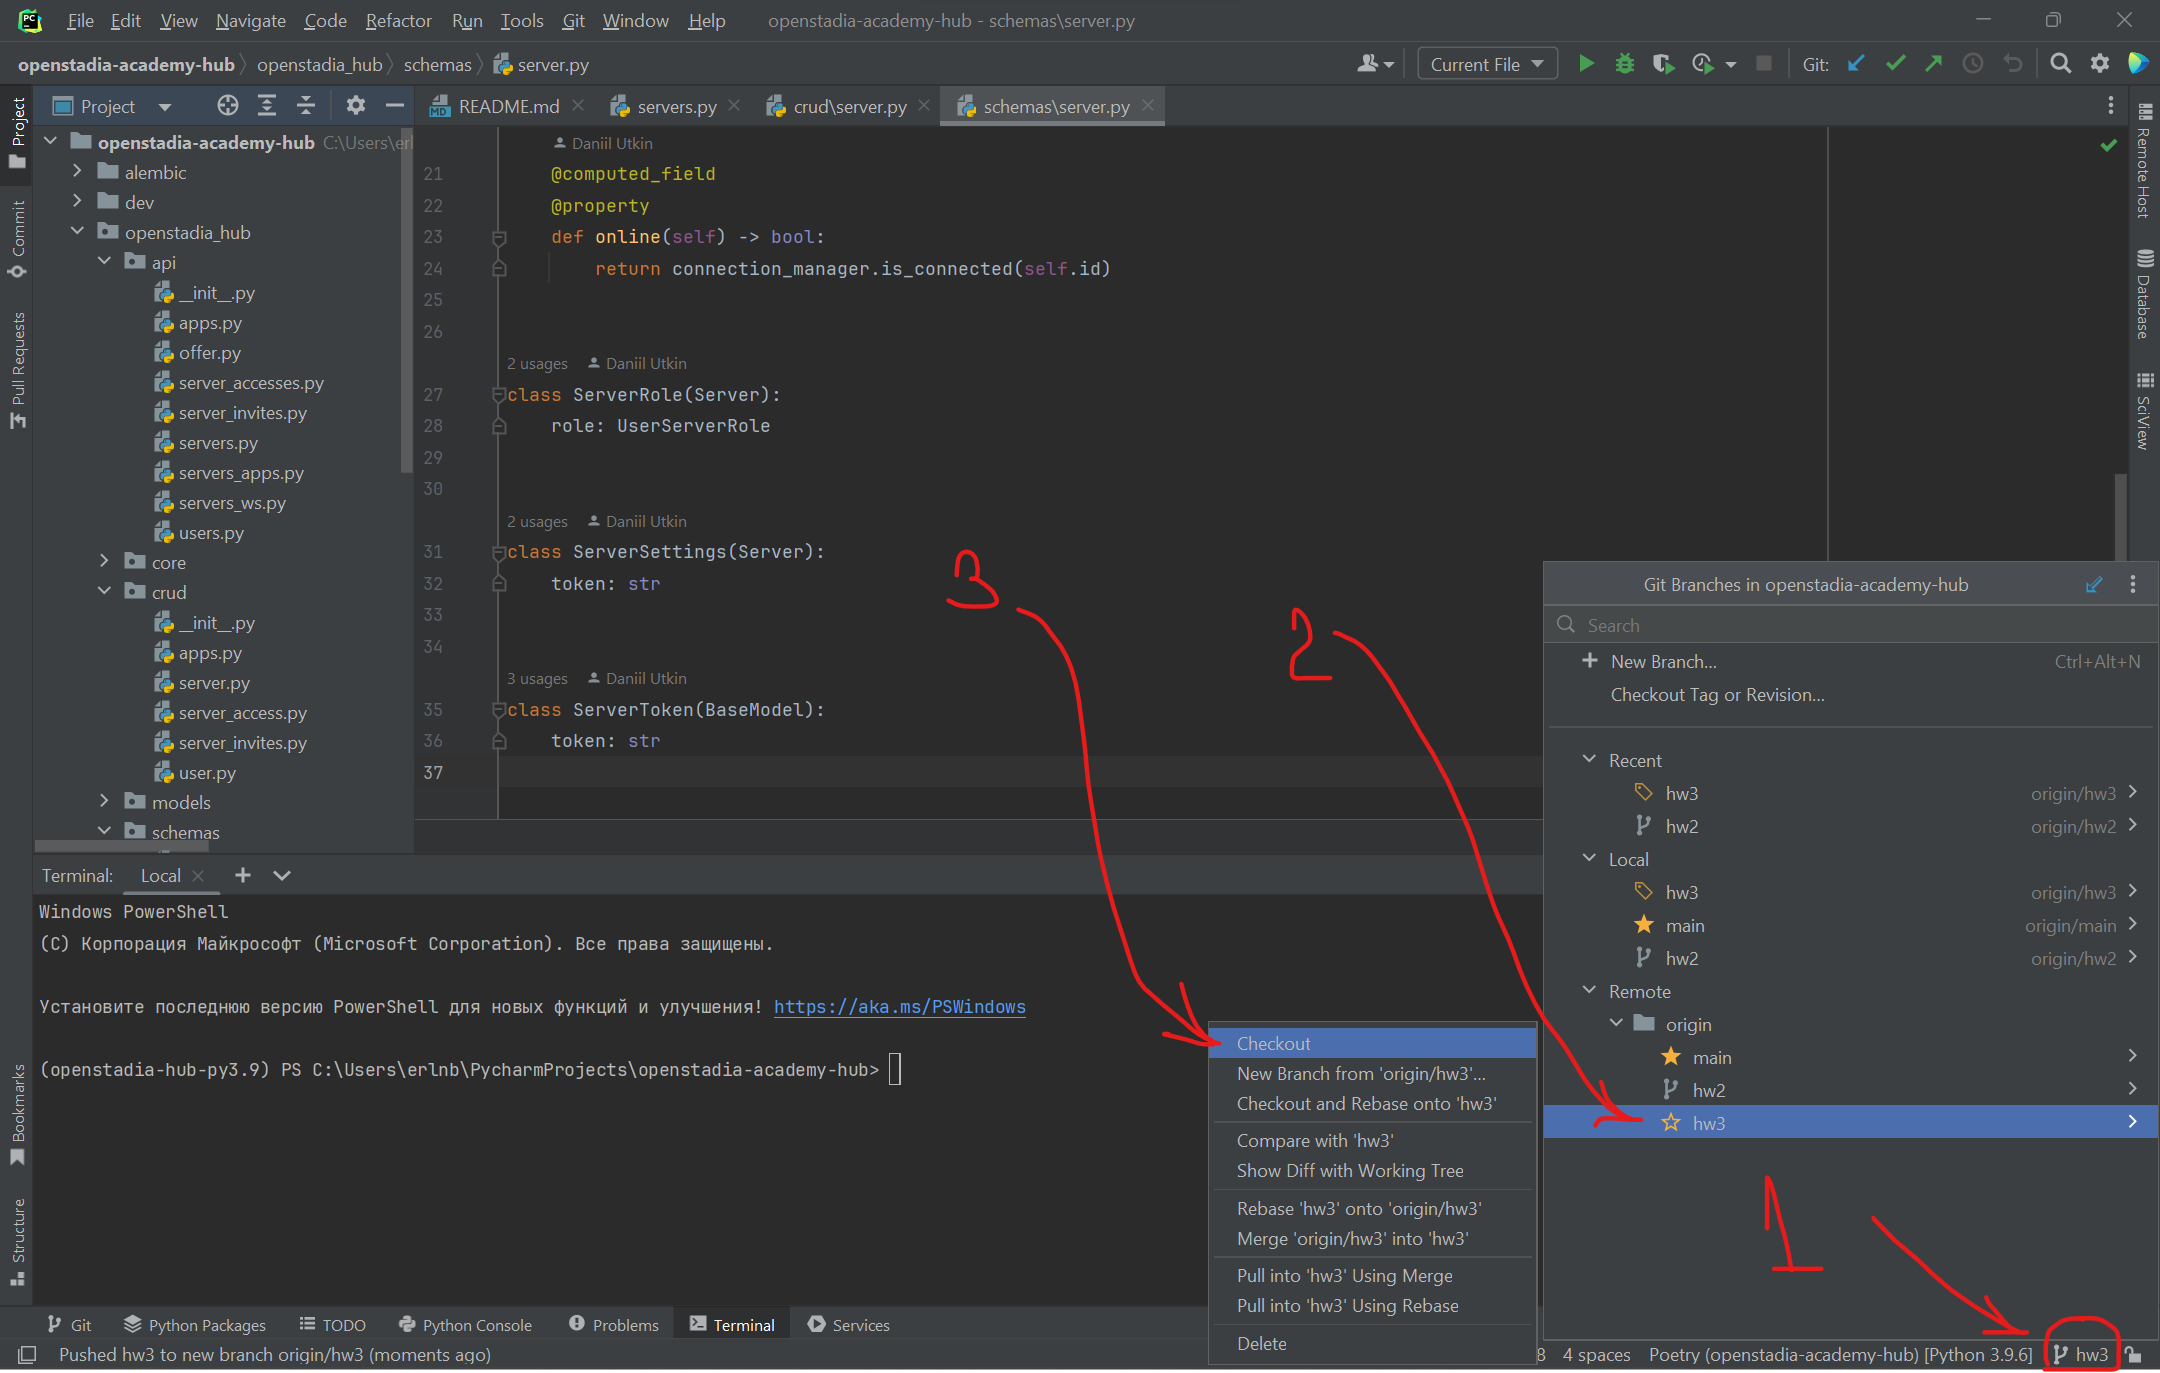 PC File Edit View Navigate Code Refactor Run Tools Git Window Help openstadia-academy-hub - schemas\server.py
openstadia-academy-hub openstadia_hub schemas server.py Current File Git:
Project README.md servers.py crud\server.py schemas\server.py
Project
Commit
Pull Requests
Bookmarks
Structure
openstadia-academy-hub C:\Users\erl
alembic
dev
openstadia_hub
api
__init__.py
apps.py
offer.py
server_accesses.py
server_invites.py
servers.py
servers_apps.py
servers_ws.py
users.py
core
crud
__init__.py
apps.py
server.py
server_access.py
server_invites.py
user.py
models
schemas
Daniil Utkin
21 @computed_field
22 @property
23 def online(self) -> bool:
24 return connection_manager.is_connected(self.id)
25
26
2 usages Daniil Utkin
27 class ServerRole(Server):
28 role: UserServerRole
29
30
2 usages Daniil Utkin
31 class ServerSettings(Server):
32 token: str
33
34
3 usages Daniil Utkin
35 class ServerToken(BaseModel):
36 token: str
37
3
2
1
Remote Host
Database
SciView
Git Branches in openstadia-academy-hub
Search
New Branch... Ctrl+Alt+N
Checkout Tag or Revision...
Recent
hw3 origin/hw3
hw2 origin/hw2
Local
hw3 origin/hw3
main origin/main
hw2 origin/hw2
Remote
origin
main
hw2
hw3
Terminal: Local
Windows PowerShell
(C) Корпорация Майкрософт (Microsoft Corporation). Все права защищены.
Установите последнюю версию PowerShell для новых функций и улучшения! https://aka.ms/PSWindows
(openstadia-hub-py3.9) PS C:\Users\erlnb\PycharmProjects\openstadia-academy-hub>
Checkout
New Branch from 'origin/hw3'...
Checkout and Rebase onto 'hw3'
Compare with 'hw3'
Show Diff with Working Tree
Rebase 'hw3' onto 'origin/hw3'
Merge 'origin/hw3' into 'hw3'
Pull into 'hw3' Using Merge
Pull into 'hw3' Using Rebase
Delete
Git Python Packages TODO Python Console Problems Terminal Services
Pushed hw3 to new branch origin/hw3 (moments ago) 8 4 spaces Poetry (openstadia-academy-hub) [Python 3.9.6] hw3